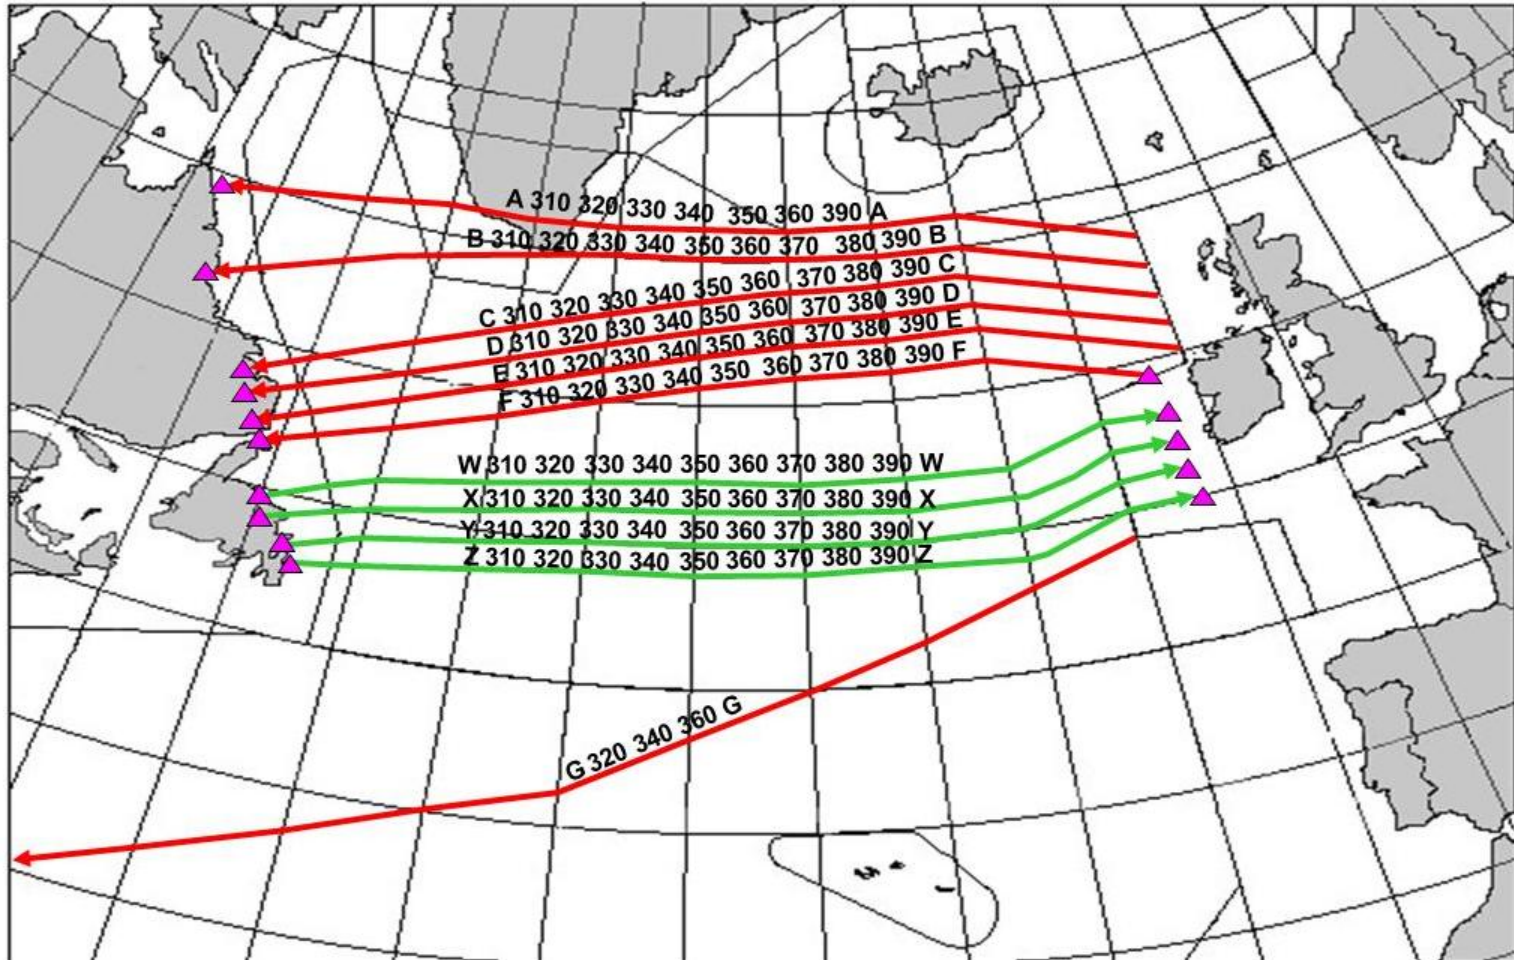 A 310 320 330 340 350 360 390 A
B 310 320 330 340 350 360 370 380 390 B
C 310 320 330 340 350 360 370 380 390 C
D 310 320 330 340 350 360 370 380 390 D
E 310 320 330 340 350 360 370 380 390 E
F 310 320 330 340 350 360 370 380 390 F
W 310 320 330 340 350 360 370 380 390 W
X 310 320 330 340 350 360 370 380 390 X
Y 310 320 330 340 350 360 370 380 390 Y
Z 310 320 330 340 350 360 370 380 390 Z
G 320 340 360 G